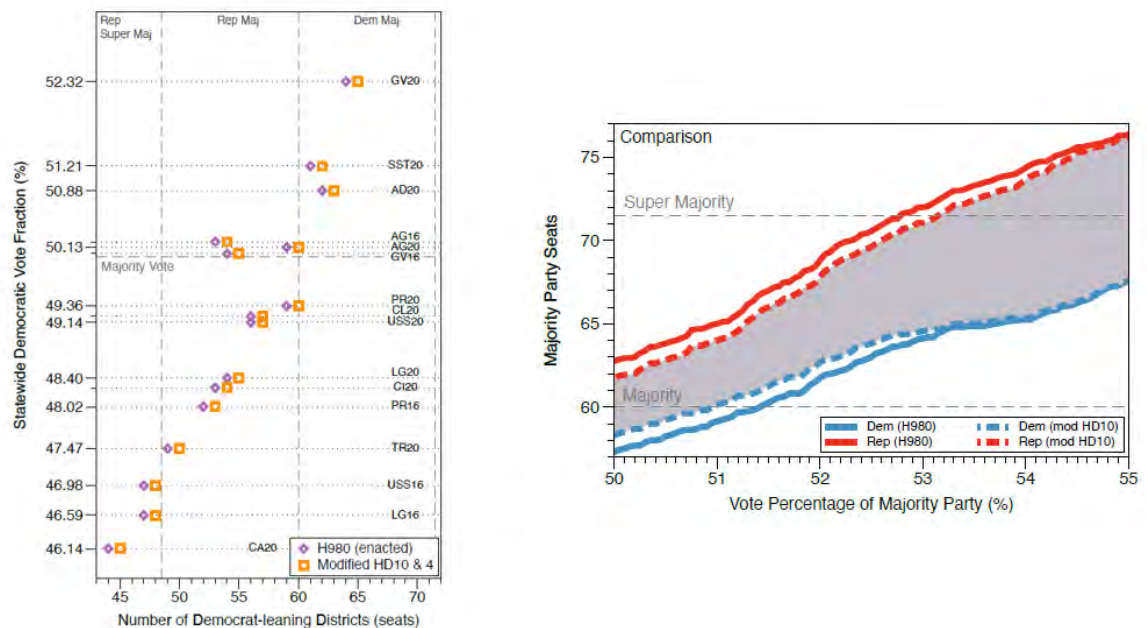 Rep
Super Maj
Rep Maj
Dem Maj
52.32
GV20
51.21
SST20
50.88
AD20
AG16
50.13
AG20
GV16
Majority Vote
49.36
PR20
CL20
49.14
USS20
48.40
LG20
CI20
48.02
PR16
47.47
TR20
46.98
USS16
46.59
LG16
46.14
CA20
H980 (enacted)
Modified HD10 & 4
45
50
55
60
65
70
Number of Democrat-leaning Districts (seats)
Statewide Democratic Vote Fraction (%)
Comparison
75
Super Majority
70
65
Majority
60
Dem (H980)
Dem (mod HD10)
Rep (H980)
Rep (mod HD10)
50
51
52
53
54
55
Vote Percentage of Majority Party (%)
Majority Party Seats